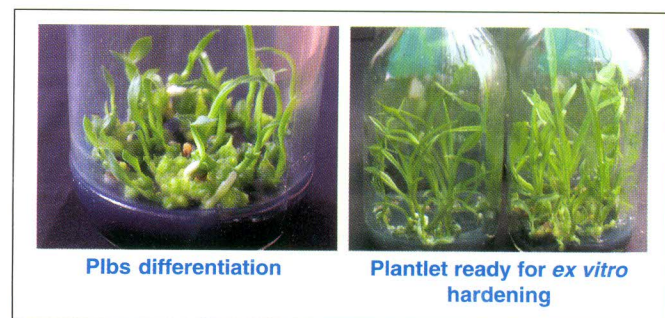 Plbs differentiation
Plantlet ready for ex vitro
hardening